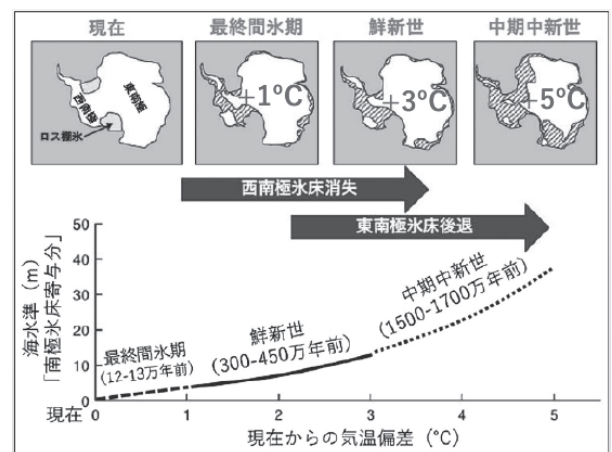 現在
最終間氷期
鮮新世
中期中新世
西南極
東南極
ロス棚氷
+1℃
+3℃
+5℃
西南極氷床消失
東南極氷床後退
海水準（m）
「南極氷床寄与分」
50
40
30
20
10
0
現在
最終間氷期
(12-13万年前)
鮮新世
(300-450万年前)
中期中新世
(1500-1700万年前)
0
1
2
3
4
5
現在からの気温偏差（℃）